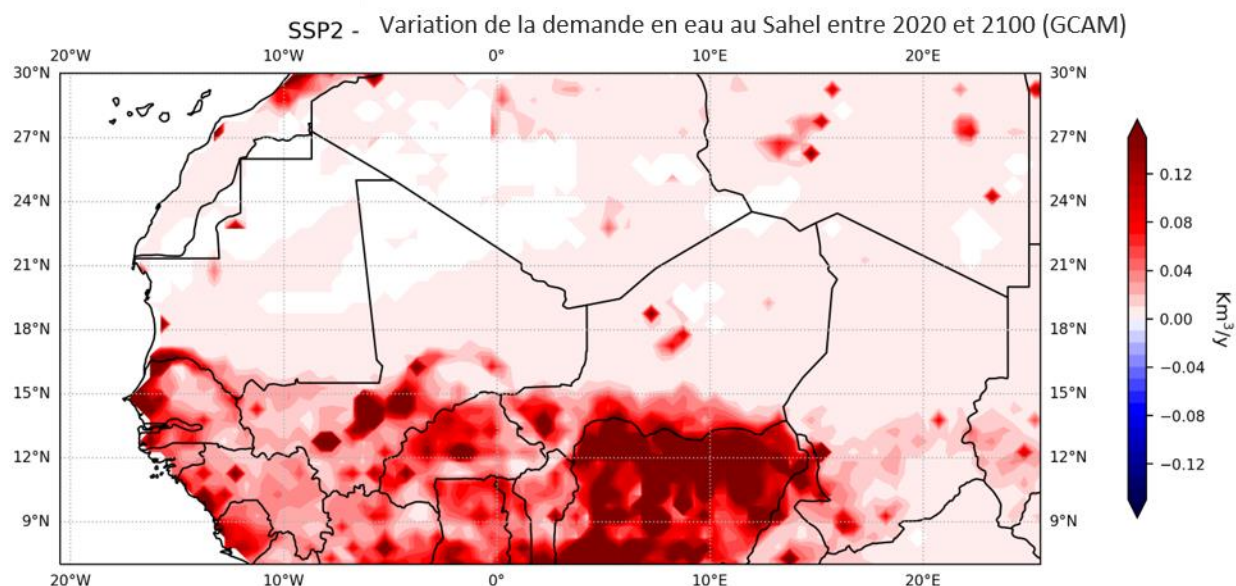 SSP2 - Variation de la demande en eau au Sahel entre 2020 et 2100 (GCAM)
20°W 10°W 0° 10°E 20°E
30°N 30°N
27°N 27°N 0.12
24°N 24°N 0.08
21°N 21°N 0.04
18°N 18°N 0.00
15°N 15°N −0.04
12°N 12°N −0.08
9°N 9°N −0.12
Km³/y
20°W 10°W 0° 10°E 20°E